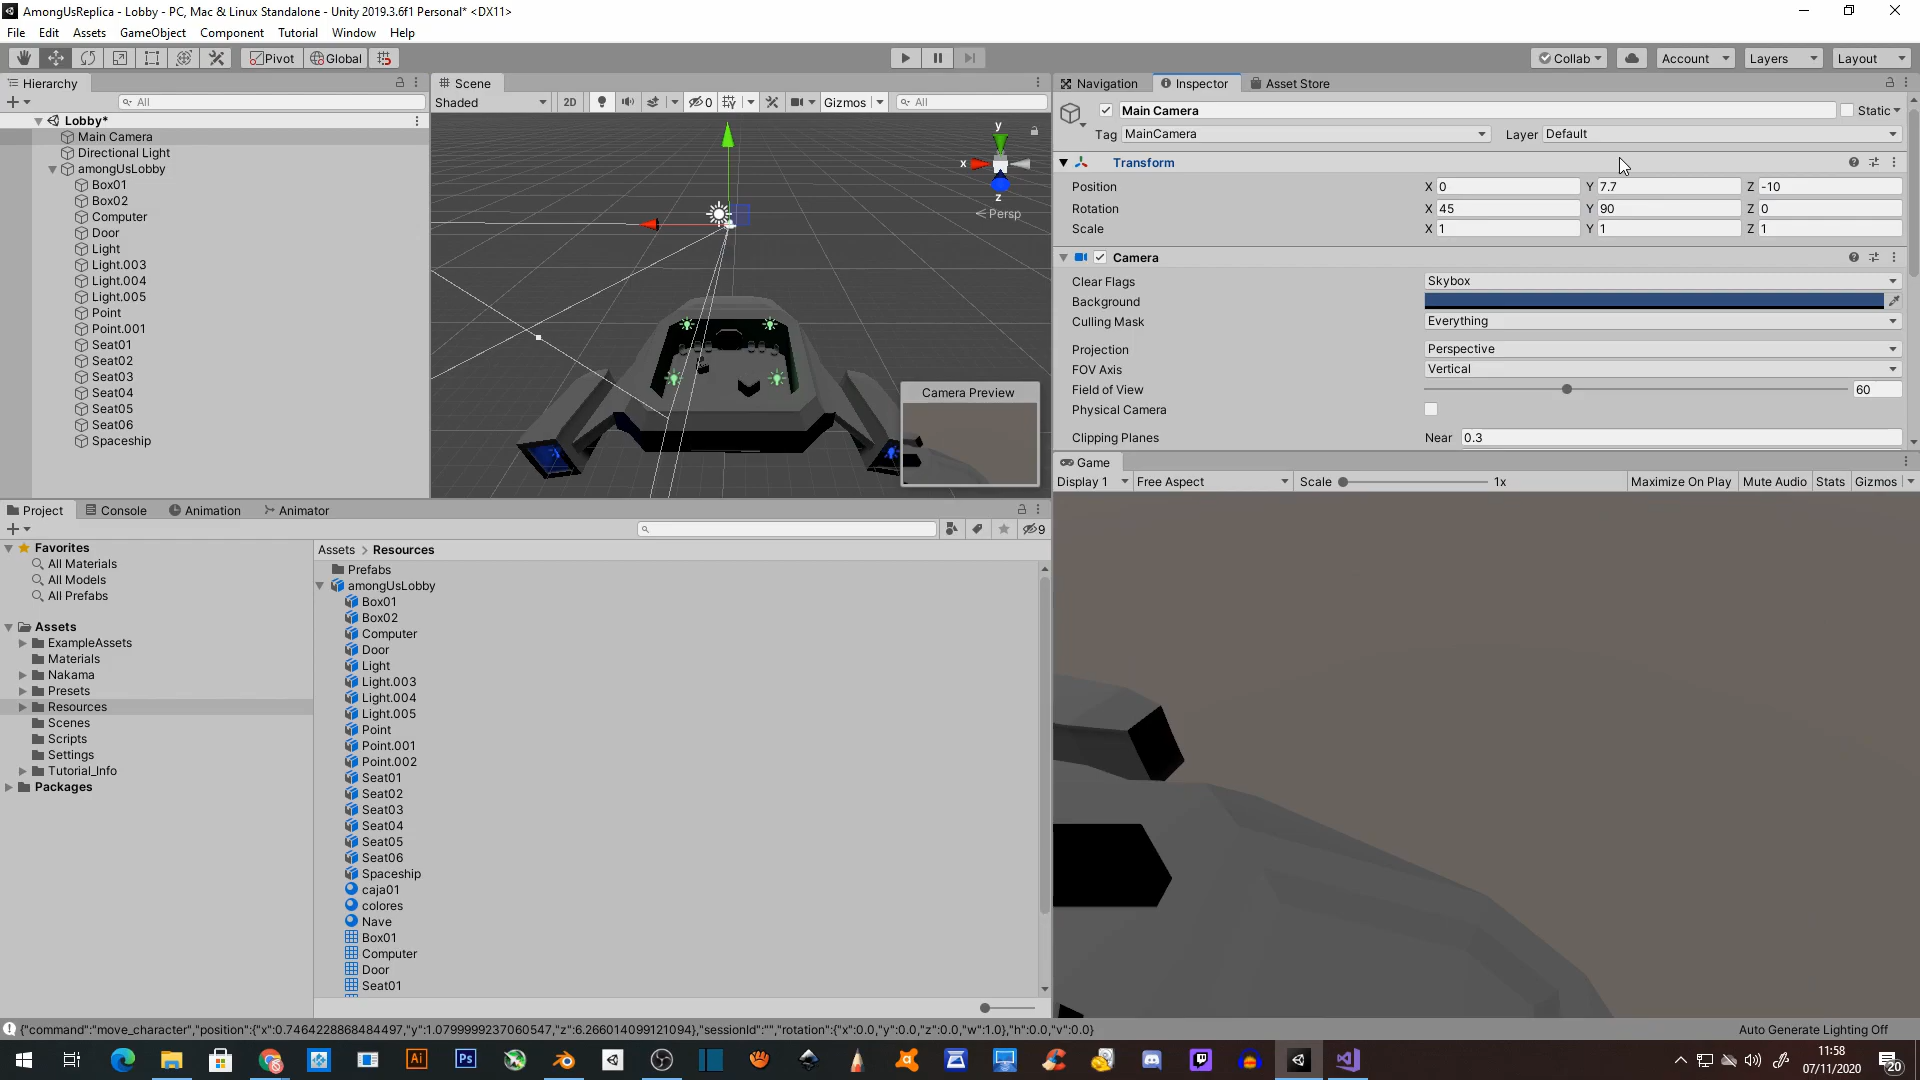 AmongUsReplica - Lobby - PC, Mac & Linux Standalone - Unity 2019.3.6f1 Personal* <DX11>
File Edit Assets GameObject Component Tutorial Window Help
Pivot Global Collab Account Layers Layout
Hierarchy
All
Lobby*
Main Camera
Directional Light
amongUsLobby
Box01
Box02
Computer
Door
Light
Light.003
Light.004
Light.005
Point
Point.001
Seat01
Seat02
Seat03
Seat04
Seat05
Seat06
Spaceship
Scene
Shaded 2D 0 Gizmos All
y
x
z
Persp
Camera Preview
Navigation Inspector Asset Store
Main Camera Static
Tag MainCamera Layer Default
Transform
Position X 0 Y 7.7 Z -10
Rotation X 45 Y 90 Z 0
Scale X 1 Y 1 Z 1
Camera
Clear Flags Skybox
Background
Culling Mask Everything
Projection Perspective
FOV Axis Vertical
Field of View 60
Physical Camera
Clipping Planes Near 0.3
Game
Display 1 Free Aspect Scale 1x Maximize On Play Mute Audio Stats Gizmos
Project Console Animation Animator
9
Favorites
All Materials
All Models
All Prefabs
Assets
ExampleAssets
Materials
Nakama
Presets
Resources
Scenes
Scripts
Settings
Tutorial_Info
Packages
Assets > Resources
Prefabs
amongUsLobby
Box01
Box02
Computer
Door
Light
Light.003
Light.004
Light.005
Point
Point.001
Point.002
Seat01
Seat02
Seat03
Seat04
Seat05
Seat06
Spaceship
caja01
colores
Nave
Box01
Computer
Door
Seat01
{"command":"move_character","position":{"x":0.7464228868484497,"y":1.0799999237060547,"z":6.266014099121094},"sessionId":"","rotation":{"x":0.0,"y":0.0,"z":0.0,"w":1.0},"h":0.0,"v":0.0}
Auto Generate Lighting Off
Ai Ps
11:58
07/11/2020
20